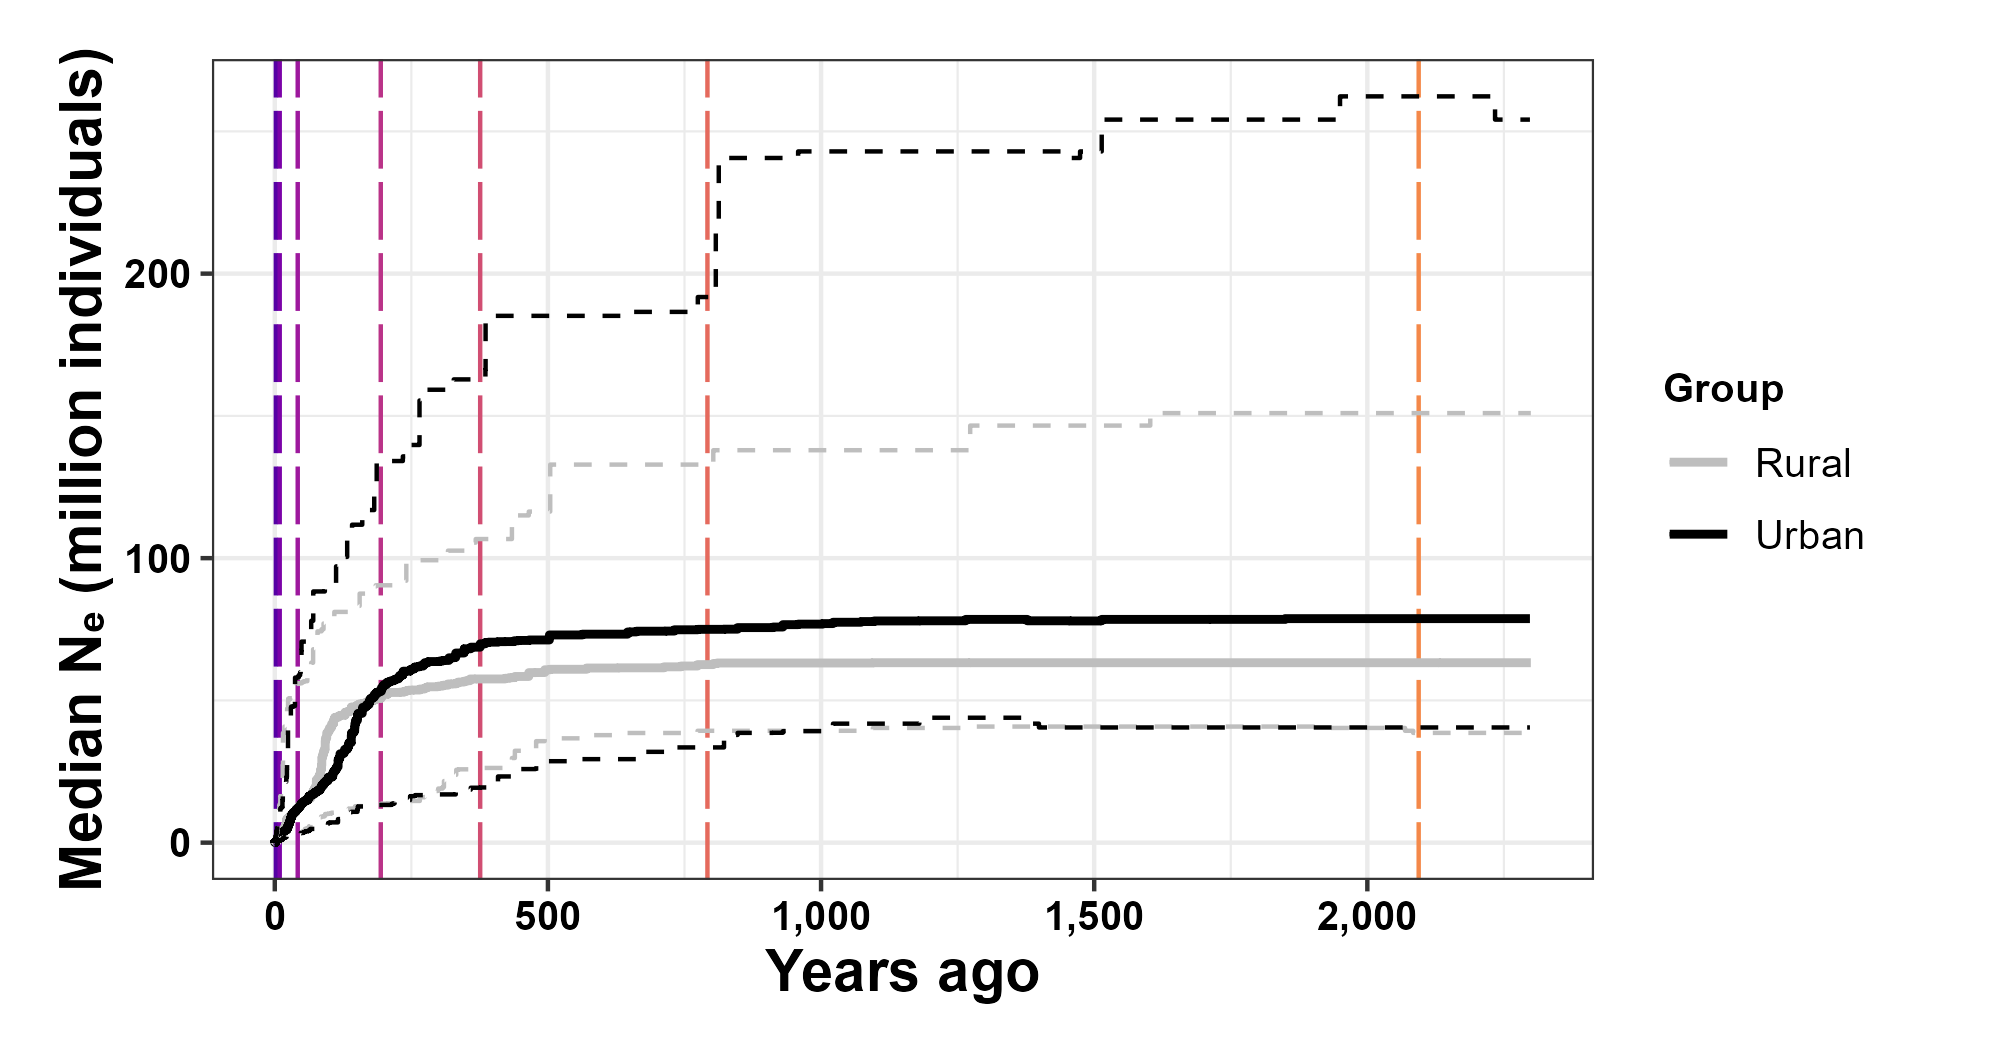 Median Ne (million individuals)
200
100
0
0 500 1,000 1,500 2,000
Years ago
Group
Rural
Urban